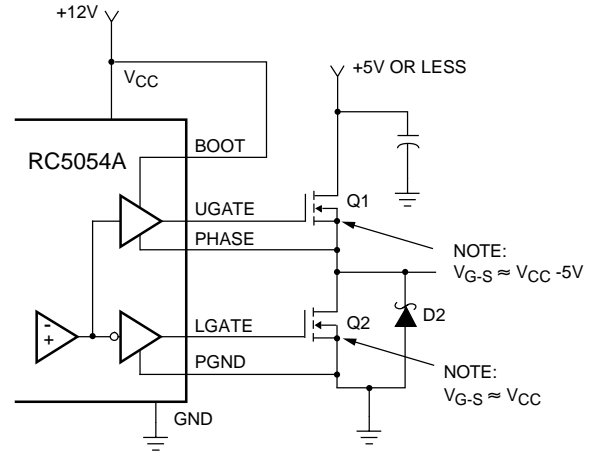 +12V
VCC
+5V OR LESS
RC5054A
BOOT
UGATE
Q1
PHASE
NOTE:
VG-S ≈ VCC -5V
- +
LGATE
Q2
D2
PGND
NOTE:
VG-S ≈ VCC
GND